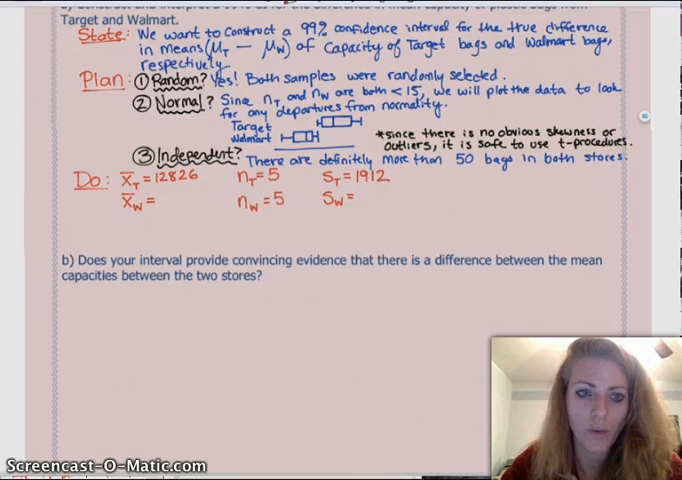 Target and Walmart.
State: We want to construct a 99% confidence interval for the true difference
in means (μT − μW) of Capacity of Target bags and Walmart bags,
respectively.
Plan: ① Random? Yes! Both samples were randomly selected.
② Normal? Since nT and nW are both < 15, we will plot the data to look
for any departures from normality.
Target
Walmart
*Since there is no obvious skewness or
outliers, it is safe to use t-procedures.
③ Independent? There are definitely more than 50 bags in both stores.
Do: x̄T = 12826 nT = 5 ST = 1912
x̄W = nW = 5 SW =
b) Does your interval provide convincing evidence that there is a difference between the mean
capacities between the two stores?
Screencast-O-Matic.com